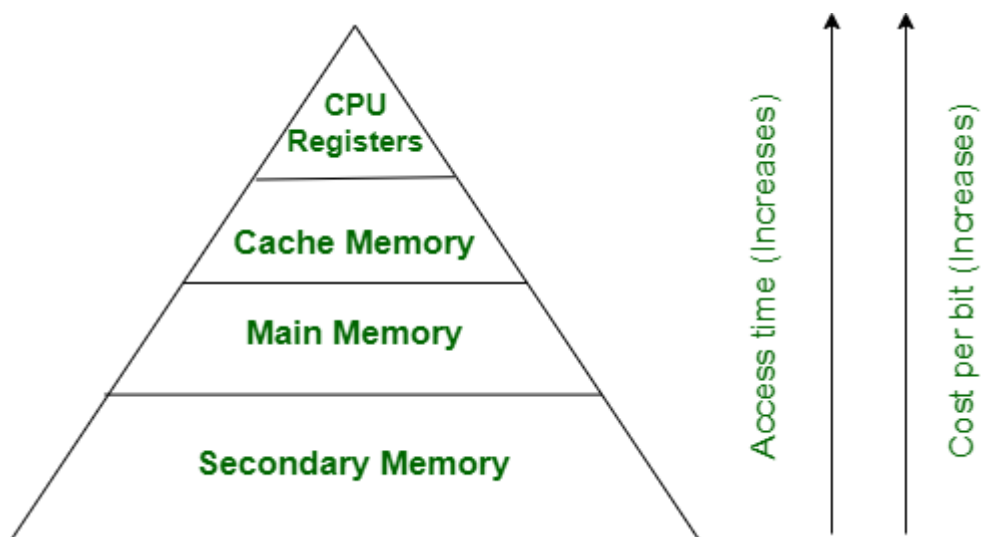 CPU
Registers
Cache Memory
Main Memory
Secondary Memory
Access time (Increases)
Cost per bit (Increases)